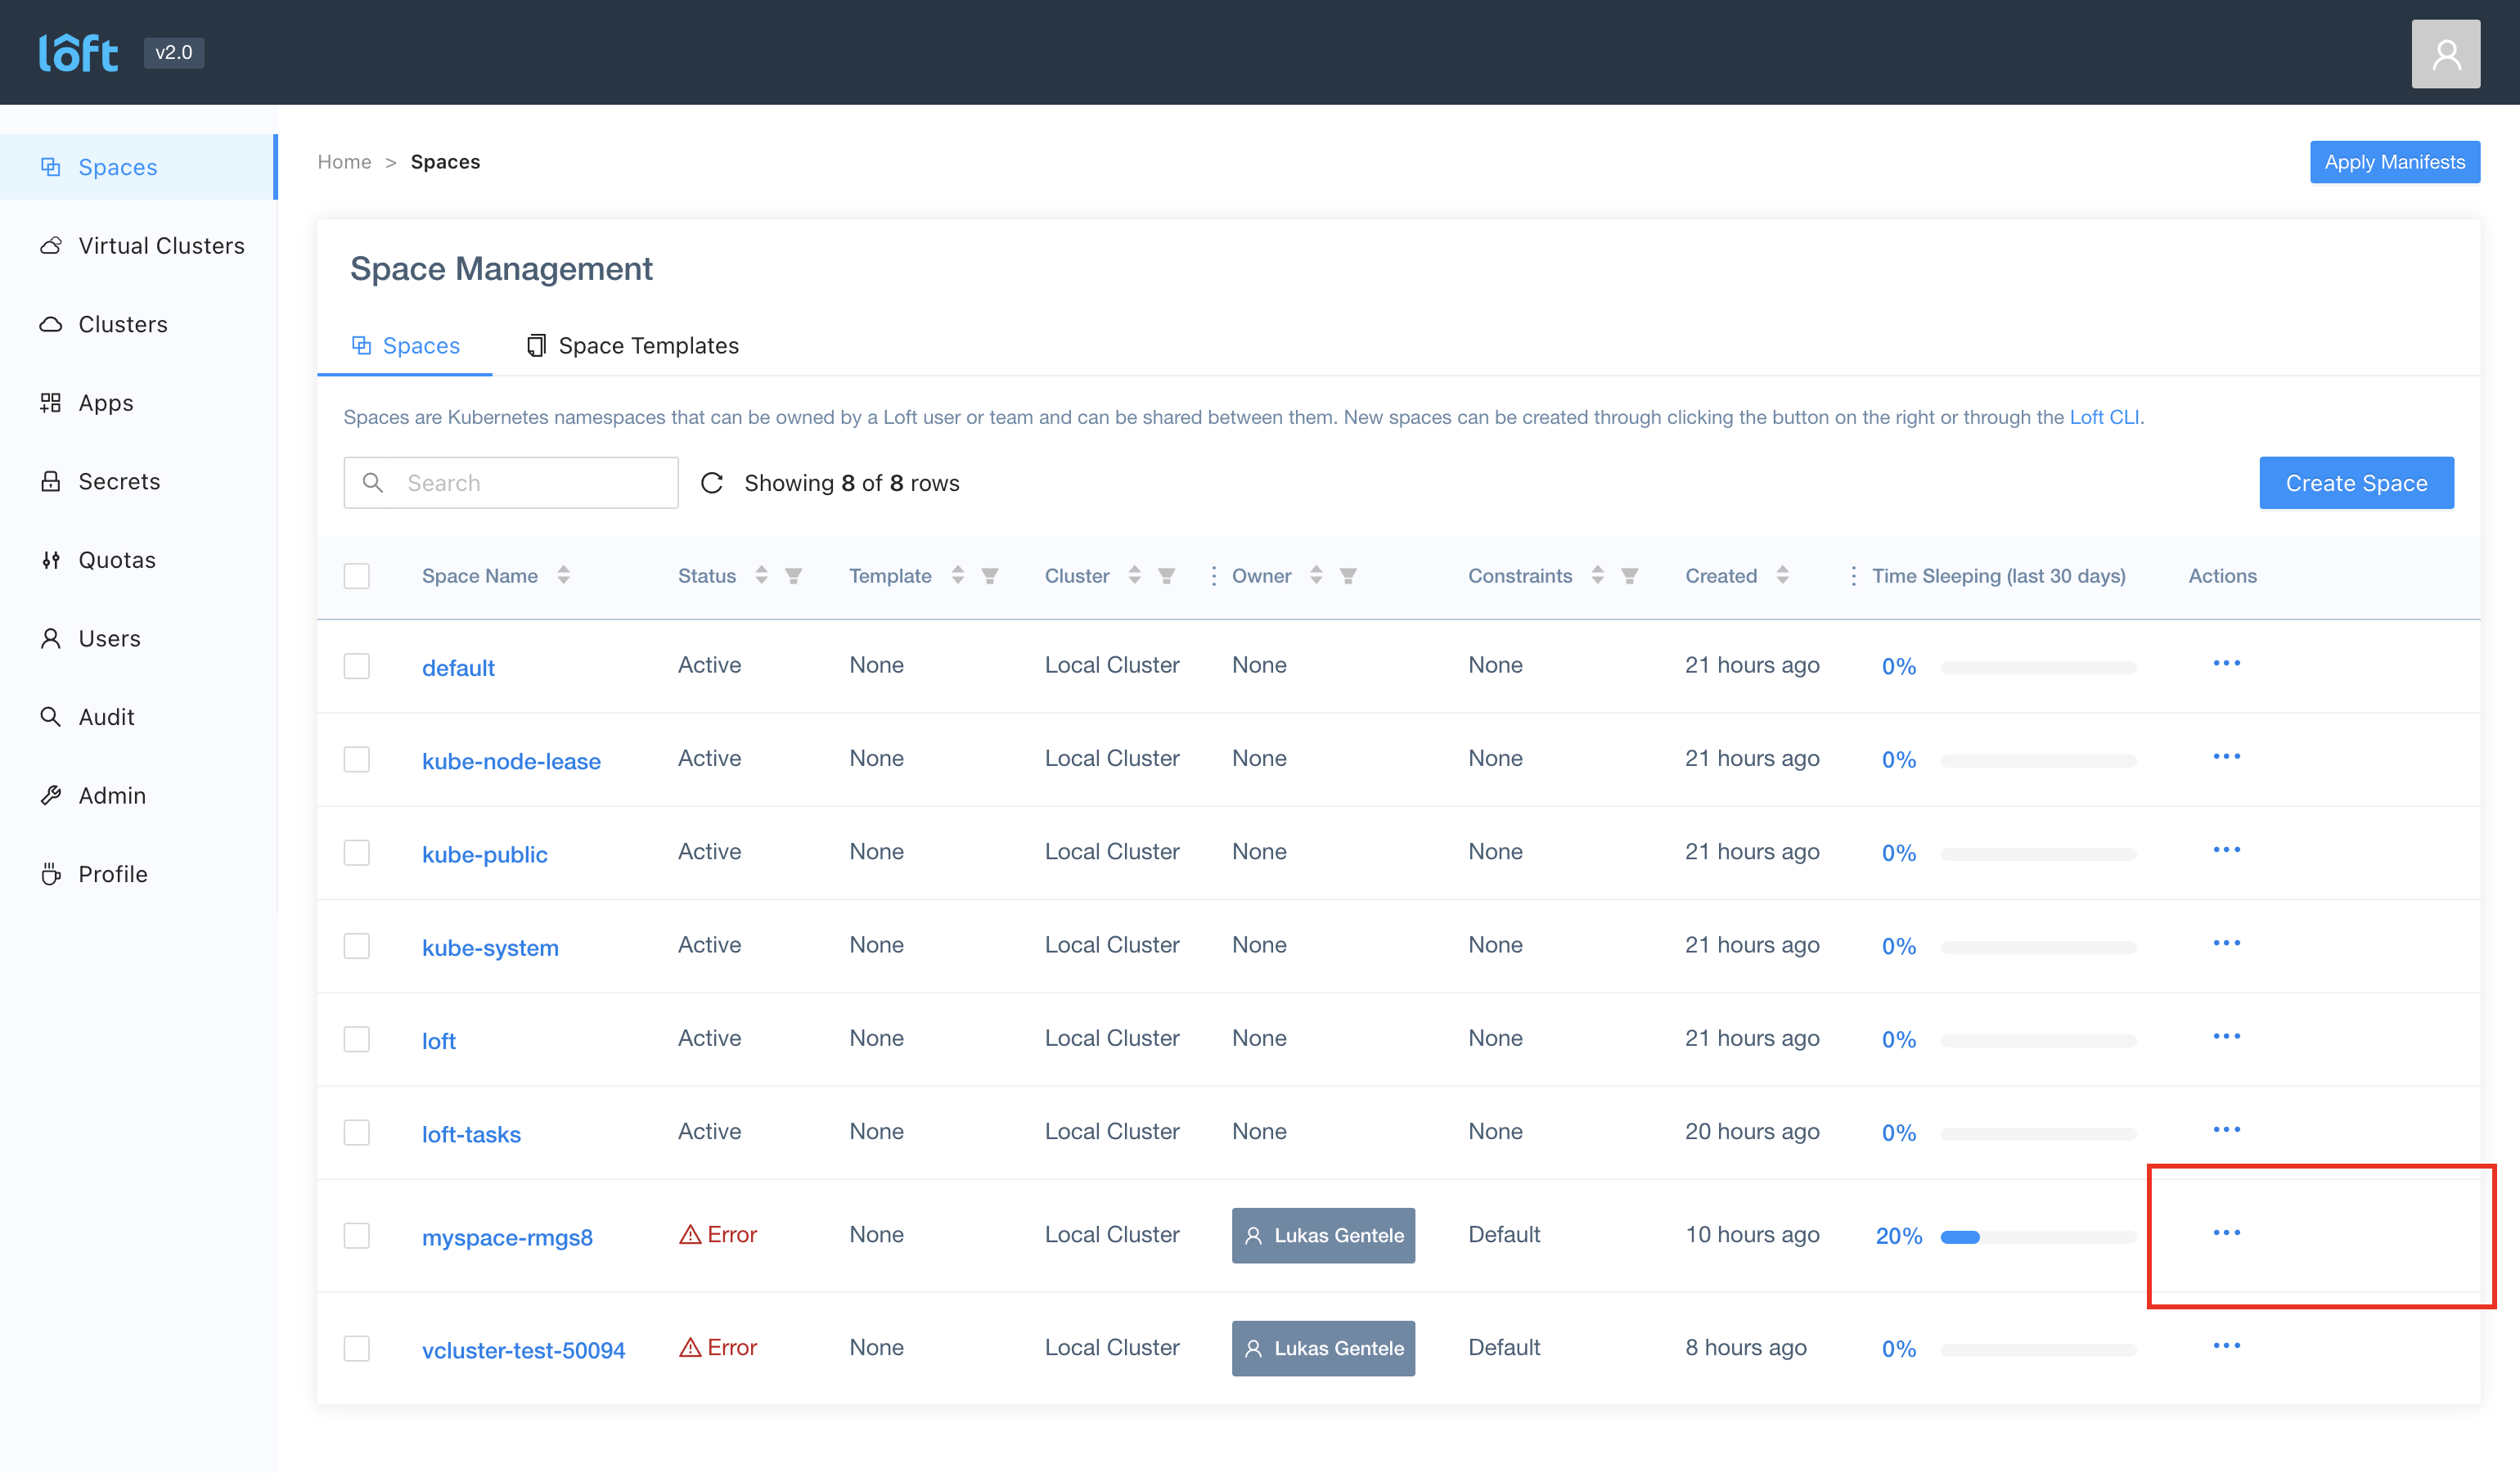 lôft v2.0
Spaces
Virtual Clusters
Clusters
Apps
Secrets
Quotas
Users
Audit
Admin
Profile
Home > Spaces
Apply Manifests
Space Management
Spaces Space Templates
Spaces are Kubernetes namespaces that can be owned by a Loft user or team and can be shared between them. New spaces can be created through clicking the button on the right or through the Loft CLI.
Search Showing 8 of 8 rows Create Space
Space Name Status Template Cluster Owner Constraints Created Time Sleeping (last 30 days) Actions
default Active None Local Cluster None None 21 hours ago 0%
kube-node-lease Active None Local Cluster None None 21 hours ago 0%
kube-public Active None Local Cluster None None 21 hours ago 0%
kube-system Active None Local Cluster None None 21 hours ago 0%
loft Active None Local Cluster None None 21 hours ago 0%
loft-tasks Active None Local Cluster None None 20 hours ago 0%
myspace-rmgs8 Error None Local Cluster Lukas Gentele Default 10 hours ago 20%
vcluster-test-50094 Error None Local Cluster Lukas Gentele Default 8 hours ago 0%